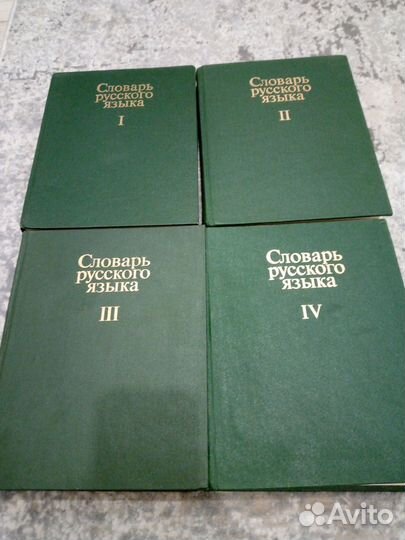 Словарь
русского
языка
I
Словарь
русского
языка
II
Словарь
русского
языка
III
Словарь
русского
языка
IV
Avito